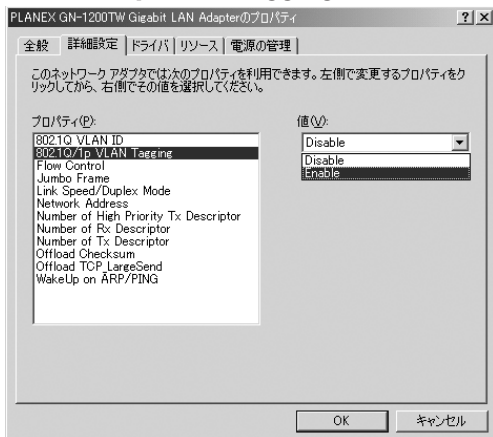 PLANEX GN-1200TW Gigabit LAN Adapterのプロパティ
? ×
全般 詳細設定 ドライバ リソース 電源の管理
このネットワーク アダプタでは次のプロパティを利用できます。左側で変更するプロパティをク
リックしてから、右側でその値を選択してください。
プロパティ(P):
値(V):
802.1Q VLAN ID
802.1Q/1p VLAN Tagging
Flow Control
Jumbo Frame
Link Speed/Duplex Mode
Network Address
Number of High Priority Tx Descriptor
Number of Rx Descriptor
Number of Tx Descriptor
Offload Checksum
Offload TCP_LargeSend
WakeUp on ARP/PING
Disable
Disable
Enable
OK キャンセル